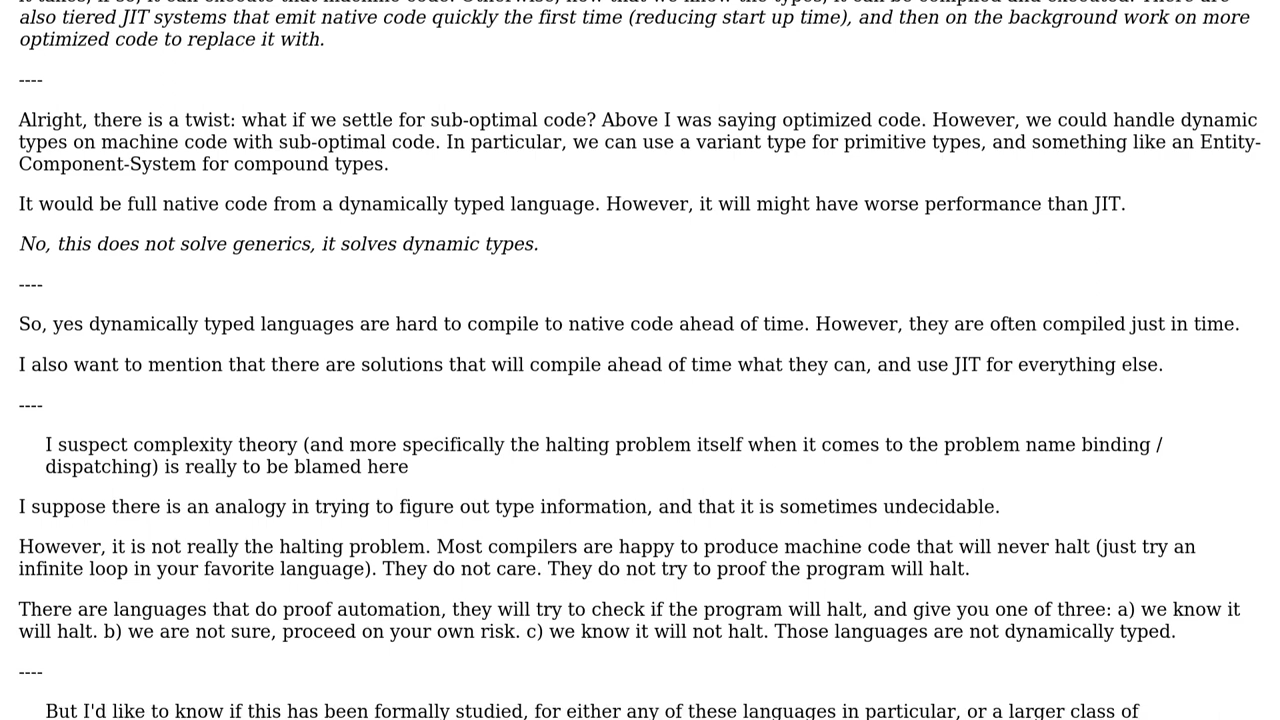 also tiered JIT systems that emit native code quickly the first time (reducing start up time), and then on the background work on more
optimized code to replace it with.
----
Alright, there is a twist: what if we settle for sub-optimal code? Above I was saying optimized code. However, we could handle dynamic
types on machine code with sub-optimal code. In particular, we can use a variant type for primitive types, and something like an Entity-
Component-System for compound types.
It would be full native code from a dynamically typed language. However, it will might have worse performance than JIT.
No, this does not solve generics, it solves dynamic types.
----
So, yes dynamically typed languages are hard to compile to native code ahead of time. However, they are often compiled just in time.
I also want to mention that there are solutions that will compile ahead of time what they can, and use JIT for everything else.
----
I suspect complexity theory (and more specifically the halting problem itself when it comes to the problem name binding /
dispatching) is really to be blamed here
I suppose there is an analogy in trying to figure out type information, and that it is sometimes undecidable.
However, it is not really the halting problem. Most compilers are happy to produce machine code that will never halt (just try an
infinite loop in your favorite language). They do not care. They do not try to proof the program will halt.
There are languages that do proof automation, they will try to check if the program will halt, and give you one of three: a) we know it
will halt. b) we are not sure, proceed on your own risk. c) we know it will not halt. Those languages are not dynamically typed.
----
But I'd like to know if this has been formally studied, for either any of these languages in particular, or a larger class of